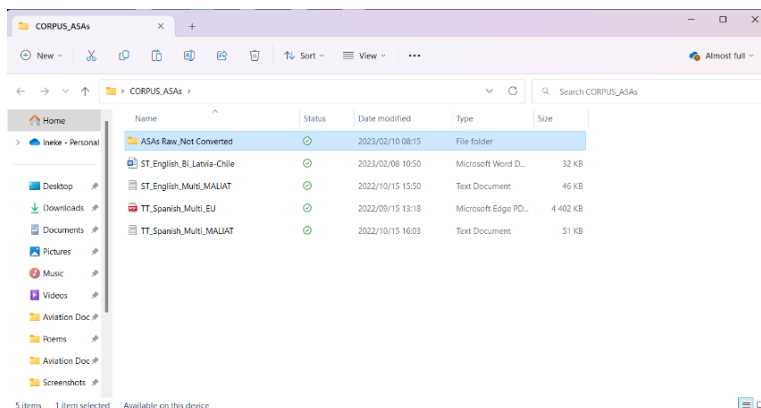 CORPUS_ASAs
New
Sort
View
Almost full
CORPUS_ASAs
Search CORPUS_ASAs
Home
Ineke - Personal
Desktop
Downloads
Documents
Pictures
Music
Videos
Aviation Doc
Poems
Aviation Doc
Screenshots
Name Status Date modified Type Size
ASAs Raw_Not Converted 2023/02/10 08:15 File folder
ST_English_Bi_Latvia-Chile 2023/02/08 10:50 Microsoft Word D... 32 KB
ST_English_Multi_MALIAT 2022/10/15 15:50 Text Document 46 KB
TT_Spanish_Multi_EU 2022/09/15 13:18 Microsoft Edge PD... 4 402 KB
TT_Spanish_Multi_MALIAT 2022/10/15 16:03 Text Document 51 KB
5 items 1 item selected Available on this device